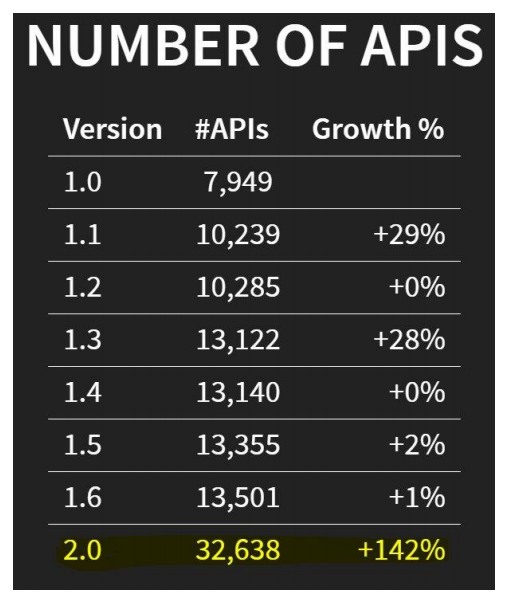 NUMBER OF APIS
Version #APIs Growth %
1.0 7,949
1.1 10,239 +29%
1.2 10,285 +0%
1.3 13,122 +28%
1.4 13,140 +0%
1.5 13,355 +2%
1.6 13,501 +1%
2.0 32,638 +142%